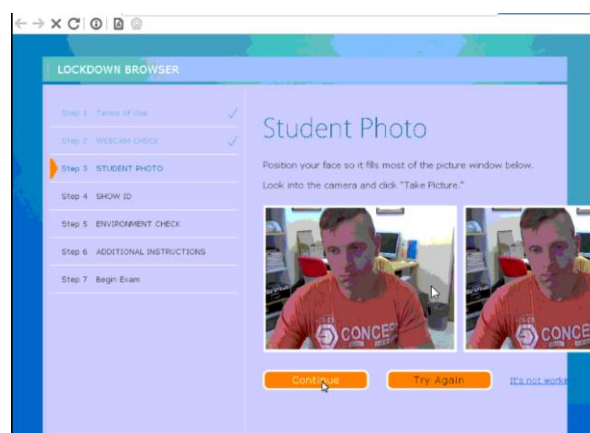 LOCKDOWN BROWSER
Step 1 Terms of Use
Step 2 WEBCAM CHECK
Step 3 STUDENT PHOTO
Step 4 SHOW ID
Step 5 ENVIRONMENT CHECK
Step 6 ADDITIONAL INSTRUCTIONS
Step 7 Begin Exam
Student Photo
Position your face so it fills most of the picture window below.
Look into the camera and click "Take Picture."
CONCEPT
CONCE
Continue
Try Again
It's not work